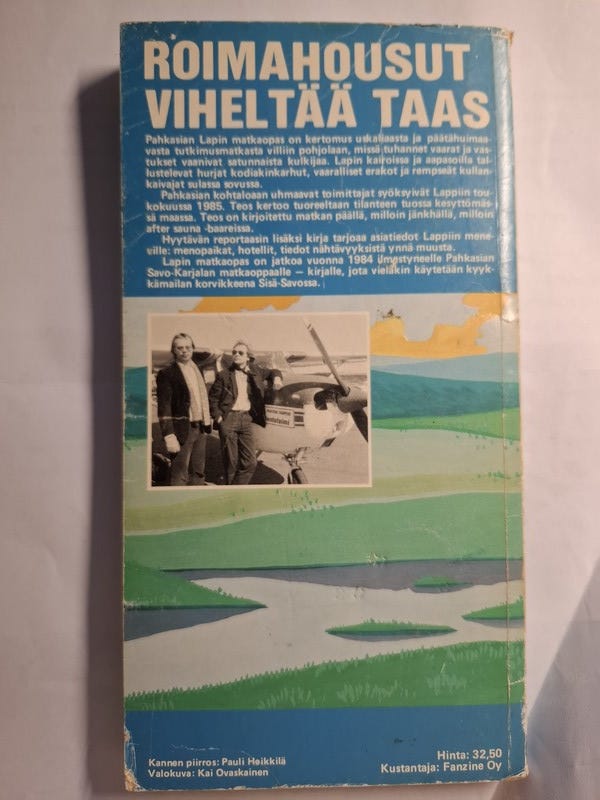 ROIMAHOUSUT
VIHELTÄÄ TAAS
Pahkasian Lapin matkaopas on kertomus uskaliaasta ja päätähuimaa-
vasta tutkimusmatkasta villiin pohjolaan, missä tuhannet vaarat ja vas-
tukset vaanivat satunnaista kulkijaa. Lapin kairoissa ja aapasoilla tal-
lustelevat hurjat kodiakinkarhut, vaaralliset erakot ja rempseät kullan-
kaivajat sulassa sovussa.
Pahkasian kohtaloaan uhmaavat toimittajat syöksyivät Lappiin tou-
kokuussa 1985. Teos kertoo tuoreeltaan tilanteen tuossa kesyttömäs-
sä maassa. Teos on kirjoitettu matkan päällä, milloin jänkhällä, milloin
after sauna -baareissa.
Hyytävän reportaasin lisäksi kirja tarjoaa asiatiedot Lappiin mene-
ville: menopaikat, hotellit, tiedot nähtävyyksistä ynnä muusta.
Lapin matkaopas on jatkoa vuonna 1984 ilmestyneelle Pahkasian
Savo-Karjalan matkaoppaalle — kirjalle, jota vieläkin käytetään kyyk-
kämailan korvikkeena Sisä-Savossa.
Kannen piirros: Pauli Heikkilä
Valokuva: Kai Ovaskainen
Hinta: 32,50
Kustantaja: Fanzine Oy